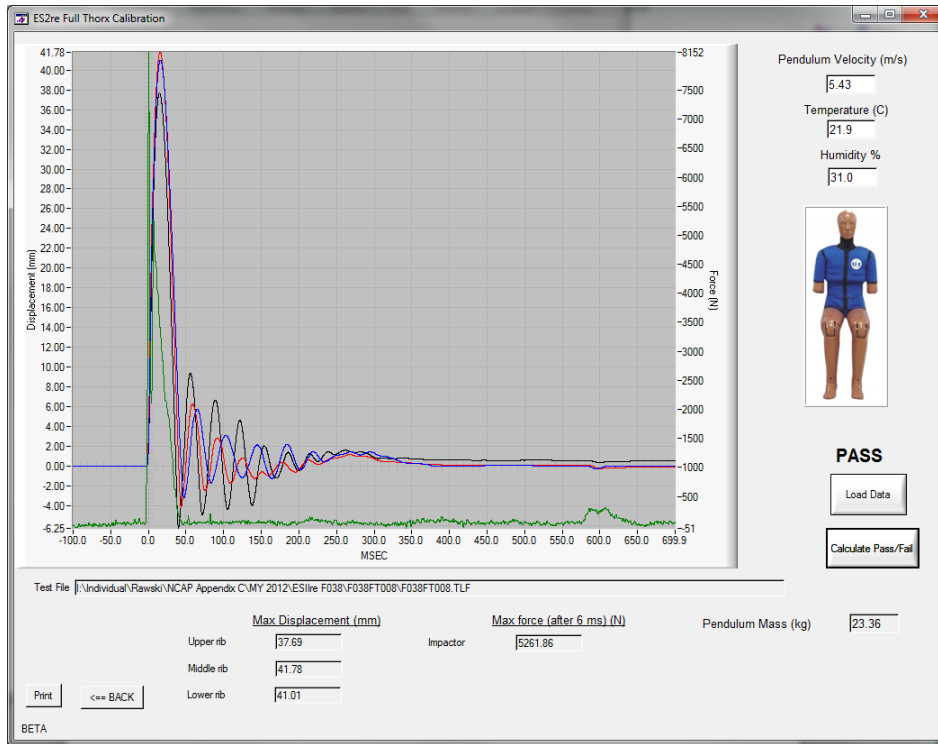 ES2re Full Thorx Calibration
41.78
40.00
38.00
36.00
34.00
32.00
30.00
28.00
26.00
24.00
22.00
20.00
18.00
16.00
14.00
12.00
10.00
8.00
6.00
4.00
2.00
0.00
-2.00
-4.00
-6.25
Displacement (mm)
-100.0 -50.0 0.0 50.0 100.0 150.0 200.0 250.0 300.0 350.0 400.0 450.0 500.0 550.0 600.0 650.0 699.9
MSEC
8152
7500
7000
6500
6000
5500
5000
4500
4000
3500
3000
2500
2000
1500
1000
500
-51
Force (N)
Pendulum Velocity (m/s)
5.43
Temperature (C)
21.9
Humidity %
31.0
PASS
Load Data
Calculate Pass/Fail
Test File I:\Individual\Rawski\NCAP Appendix C\MY 2012\ESIIre F038\F038FT008\F038FT008.TLF
Max Displacement (mm)
Upper rib 37.69
Middle rib 41.78
Lower rib 41.01
Max force (after 6 ms) (N)
Impactor 5261.86
Pendulum Mass (kg) 23.36
Print
<== BACK
BETA